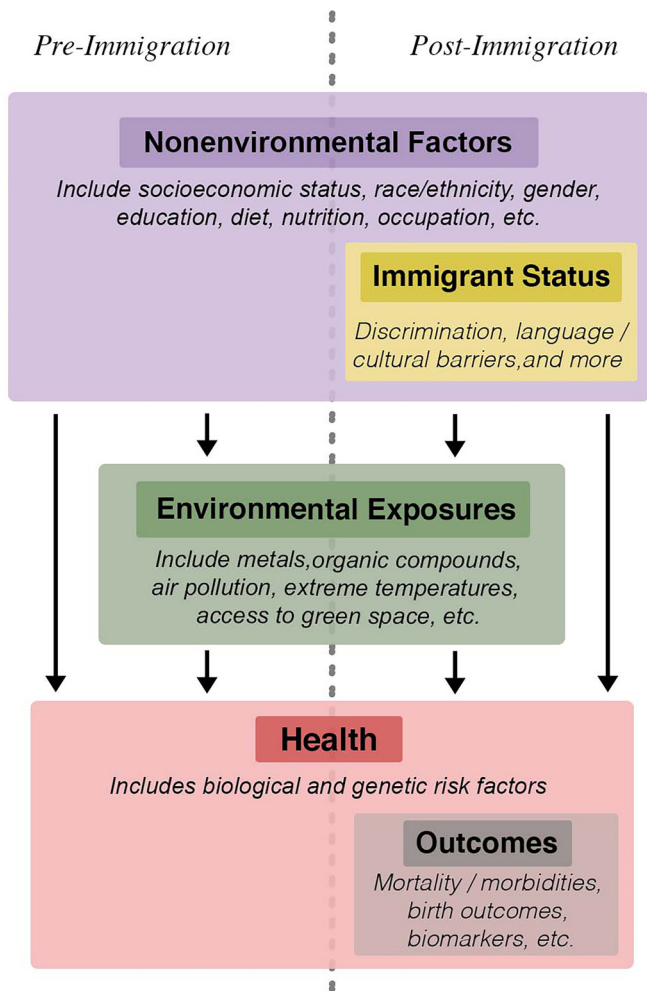 Pre-Immigration
Post-Immigration
Nonenvironmental Factors
Include socioeconomic status, race/ethnicity, gender,
education, diet, nutrition, occupation, etc.
Immigrant Status
Discrimination, language /
cultural barriers,and more
Environmental Exposures
Include metals,organic compounds,
air pollution, extreme temperatures,
access to green space, etc.
Health
Includes biological and genetic risk factors
Outcomes
Mortality / morbidities,
birth outcomes,
biomarkers, etc.